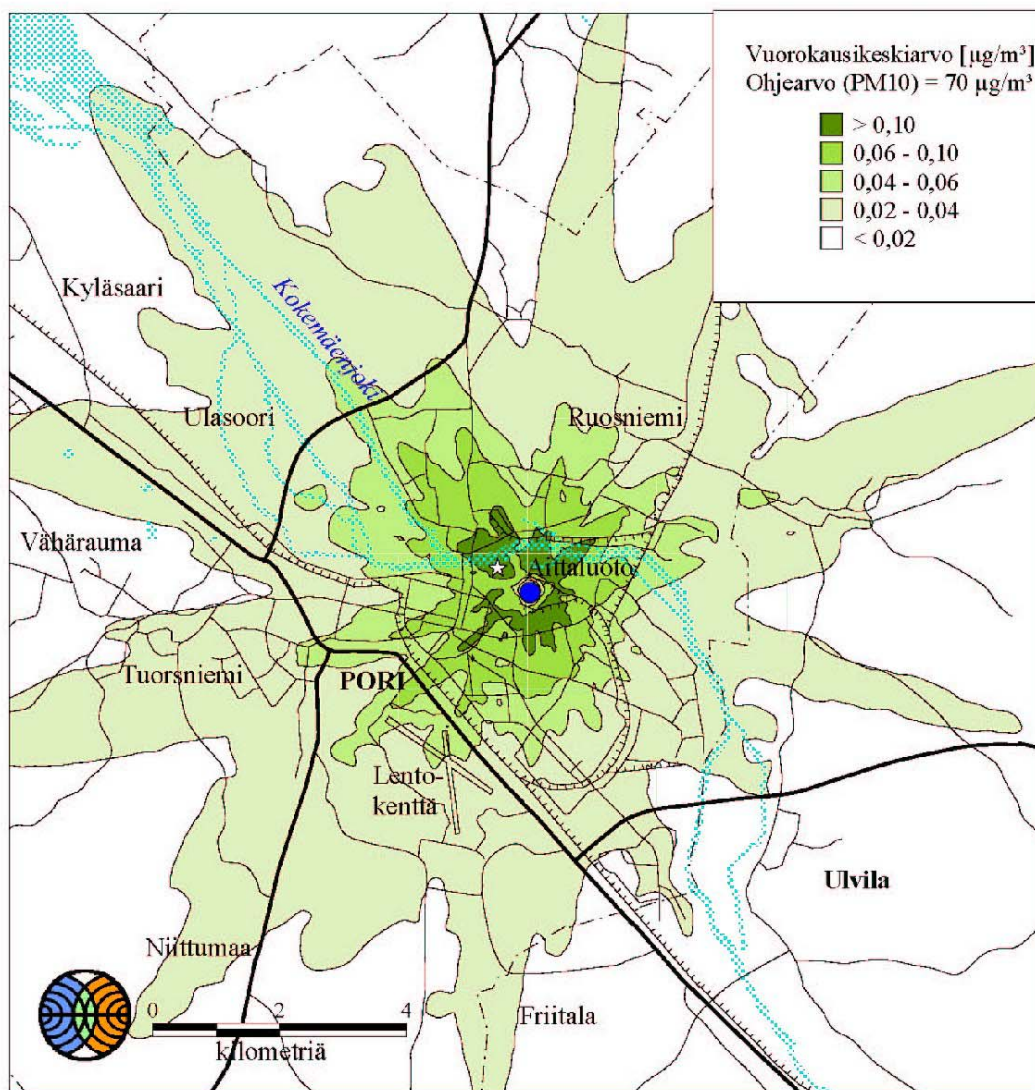 Vuorokausikeskiarvo [µg/m³]
Ohjearvo (PM10) = 70 µg/m³
> 0,10
0,06 - 0,10
0,04 - 0,06
0,02 - 0,04
< 0,02
Kyläsaari
Kokemäenjoki
Ulasoori
Ruosniemi
Vähärauma
Aittaluoto
Tuorsniemi
PORI
Lento-
kenttä
Ulvila
Niittumaa
Friitala
0 2 4
kilometriä